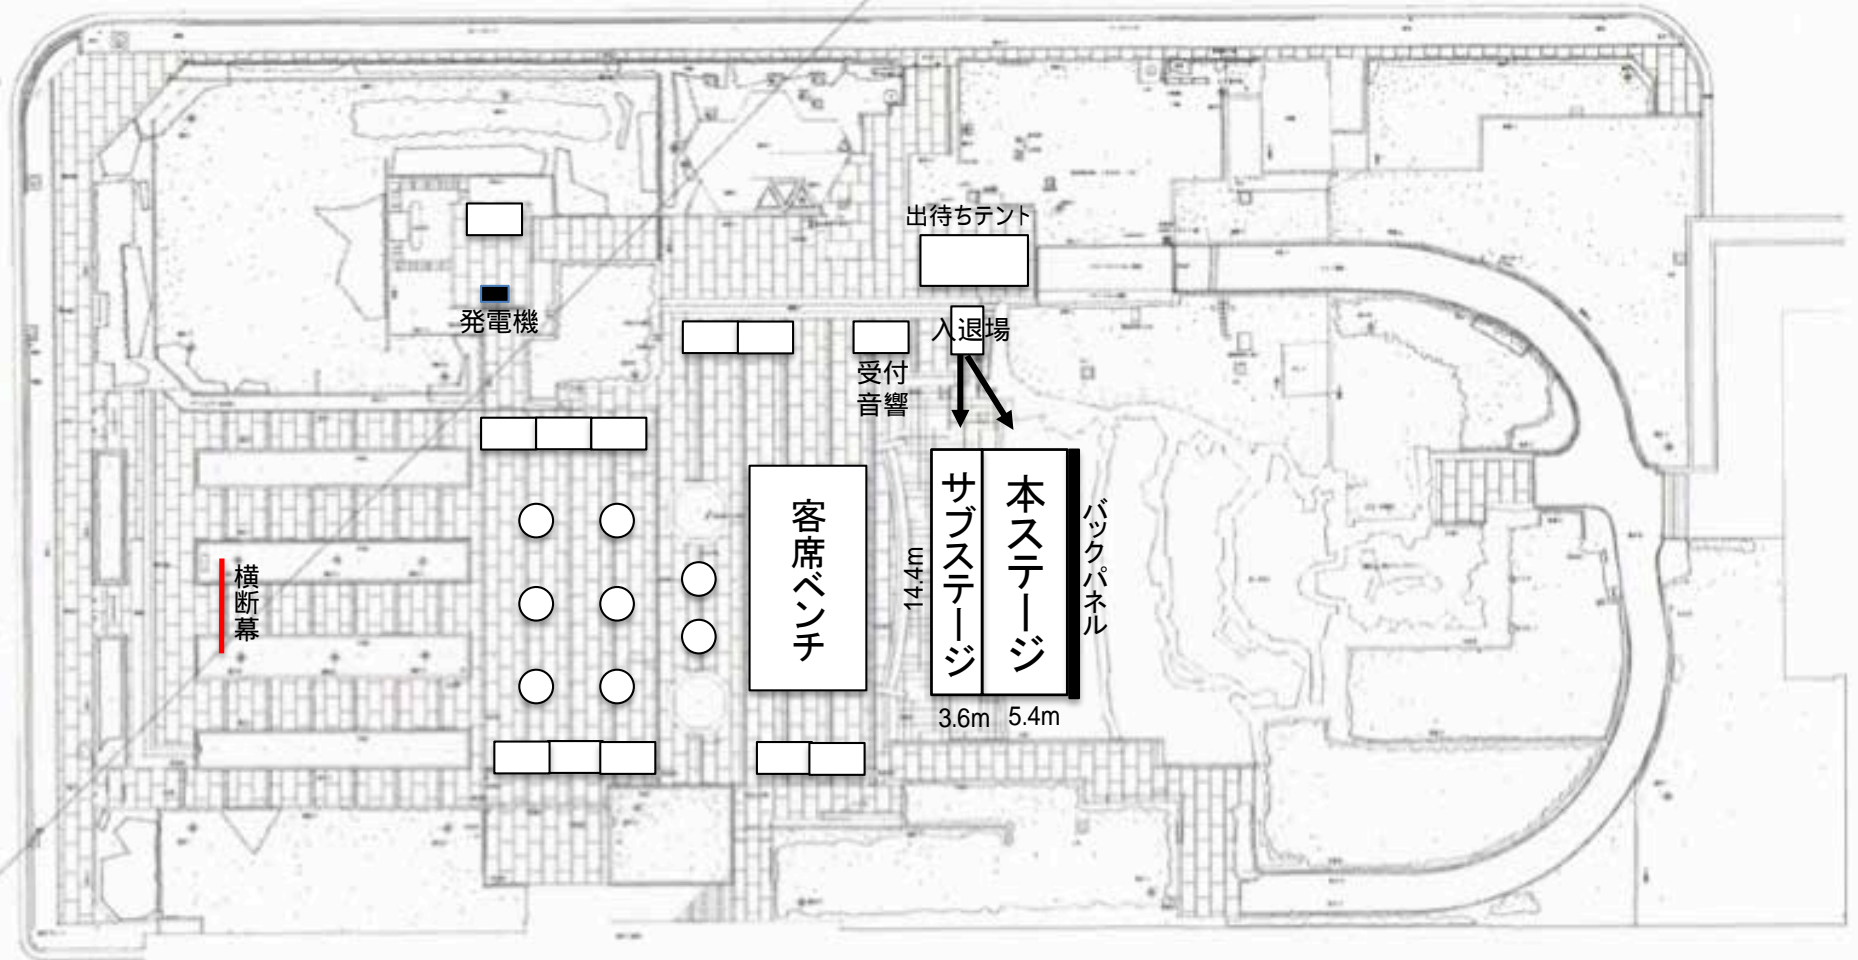 出待ちテント
発電機
入退場
受付
音響
客席ベンチ
サブステージ
本ステージ
バックパネル
横断幕
14.4m
3.6m
5.4m